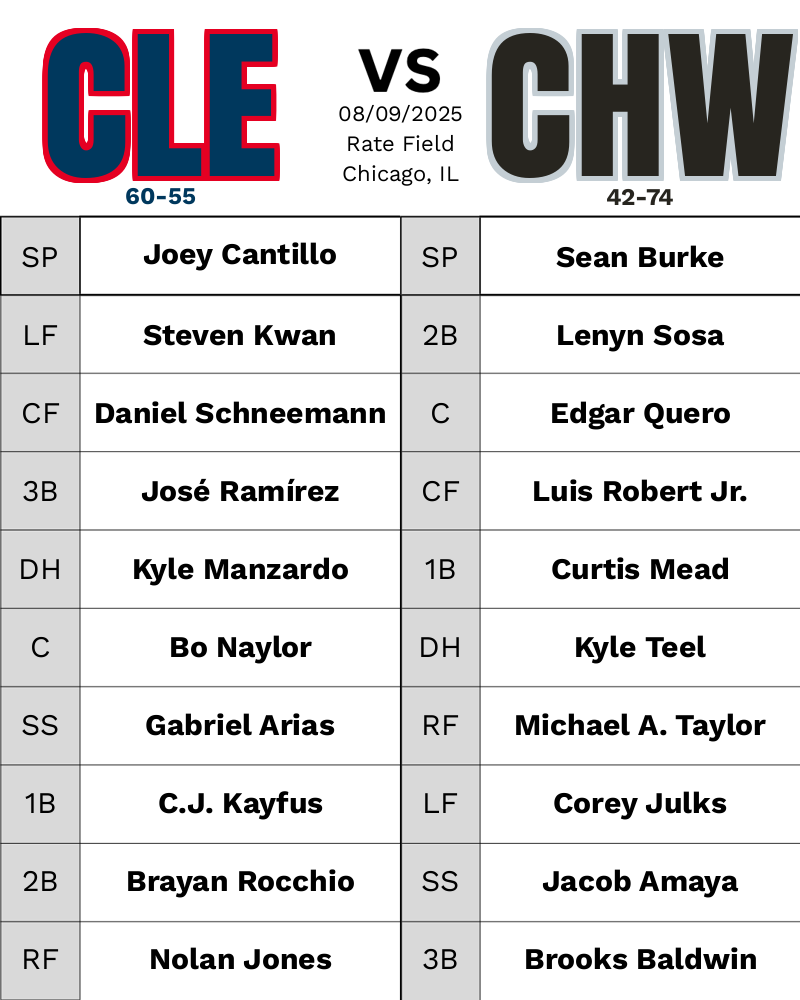 CLE
VS
CHW
08/09/2025
Rate Field
Chicago, IL
60-55
42-74
SP Joey Cantillo SP Sean Burke
LF Steven Kwan 2B Lenyn Sosa
CF Daniel Schneemann C Edgar Quero
3B José Ramírez CF Luis Robert Jr.
DH Kyle Manzardo 1B Curtis Mead
C Bo Naylor DH Kyle Teel
SS Gabriel Arias RF Michael A. Taylor
1B C.J. Kayfus LF Corey Julks
2B Brayan Rocchio SS Jacob Amaya
RF Nolan Jones 3B Brooks Baldwin